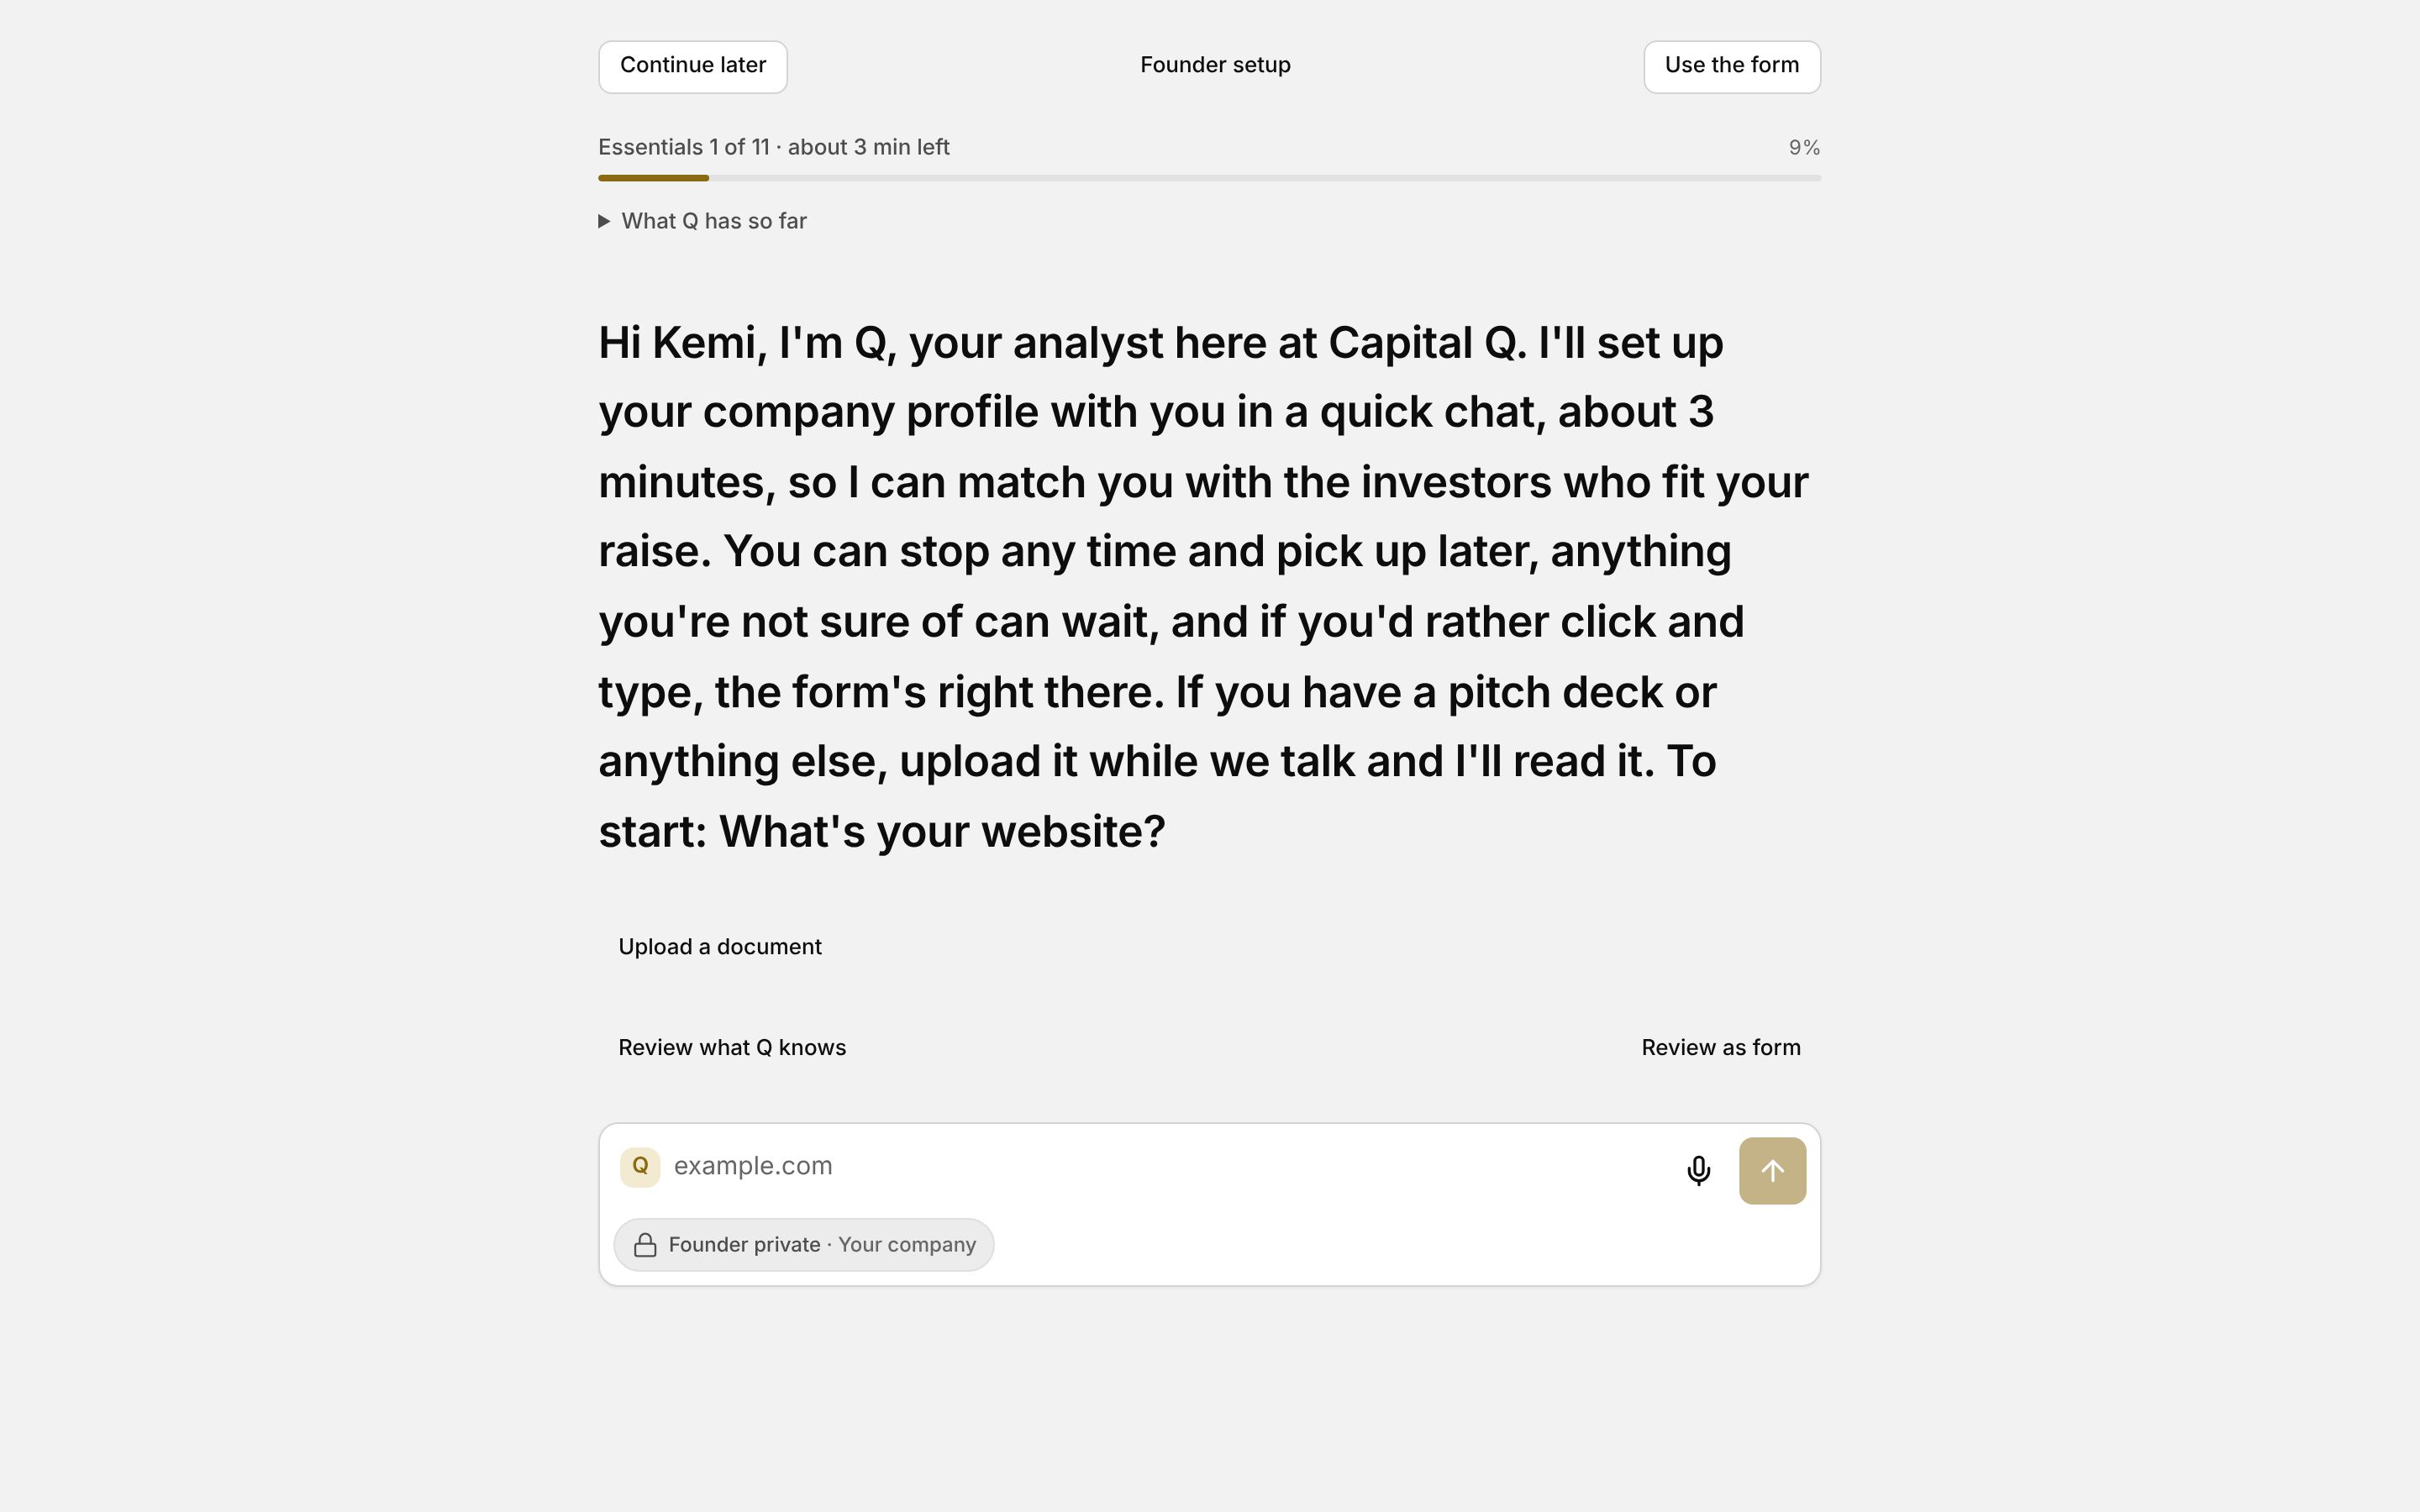 Continue later
Founder setup
Use the form
Essentials 1 of 11 · about 3 min left
9%
What Q has so far
Hi Kemi, I'm Q, your analyst here at Capital Q. I'll set up
your company profile with you in a quick chat, about 3
minutes, so I can match you with the investors who fit your
raise. You can stop any time and pick up later, anything
you're not sure of can wait, and if you'd rather click and
type, the form's right there. If you have a pitch deck or
anything else, upload it while we talk and I'll read it. To
start: What's your website?
Upload a document
Review what Q knows
Review as form
Q
example.com
Founder private · Your company